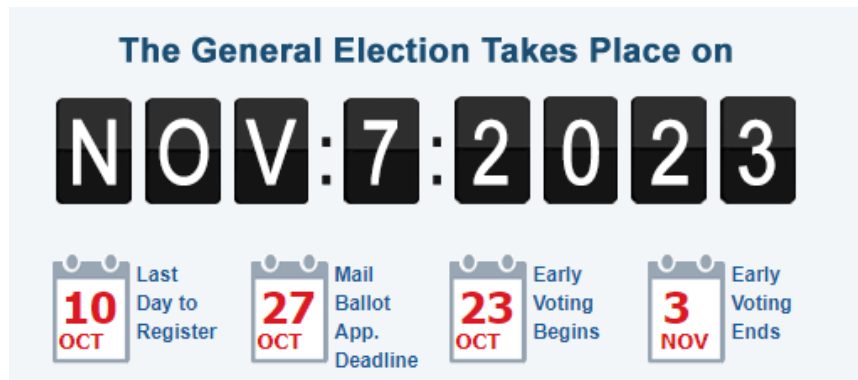 The General Election Takes Place on
NOV:7:2023
10
OCT
Last
Day to
Register
27
OCT
Mail
Ballot
App.
Deadline
23
OCT
Early
Voting
Begins
3
NOV
Early
Voting
Ends